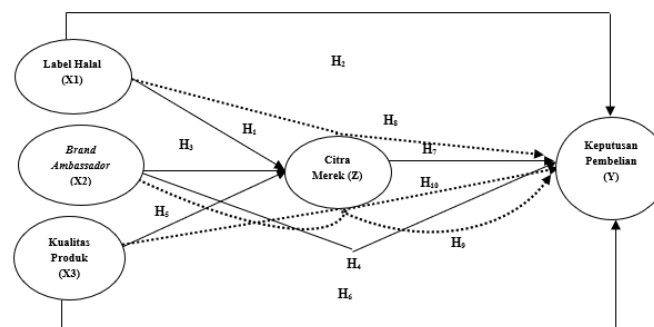 Label Halal
(X1)
H2
H8
H1
H3
Brand
Ambassador
(X2)
Citra
Merek (Z)
H7
Keputusan
Pembelian
(Y)
H10
H5
Kualitas
Produk
(X3)
H9
H4
H6